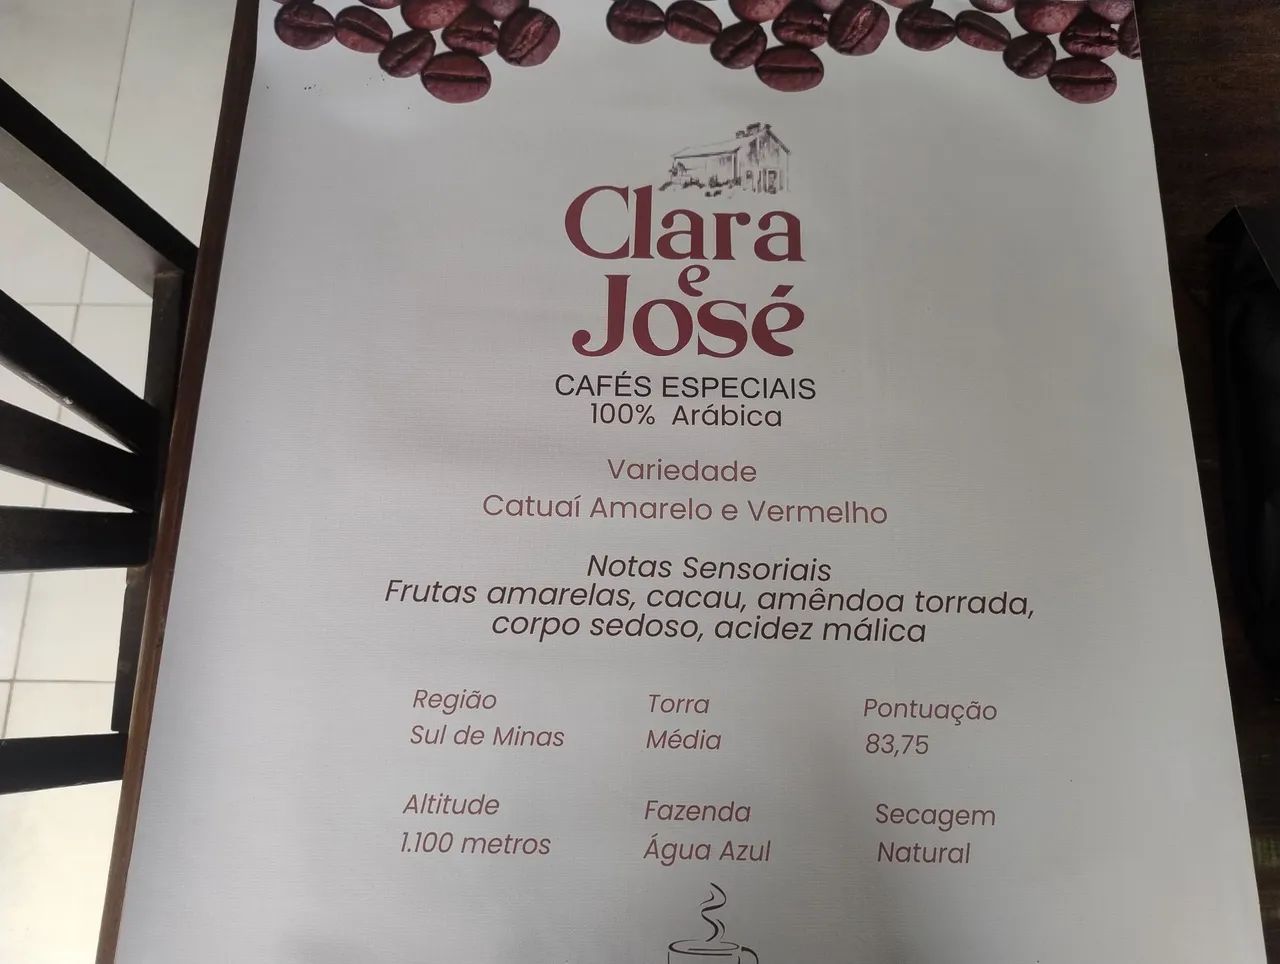 Clara
e
José
CAFÉS ESPECIAIS
100% Arábica
Variedade
Catuaí Amarelo e Vermelho
Notas Sensoriais
Frutas amarelas, cacau, amêndoa torrada,
corpo sedoso, acidez málica
Região
Sul de Minas
Torra
Média
Pontuação
83,75
Altitude
1.100 metros
Fazenda
Água Azul
Secagem
Natural